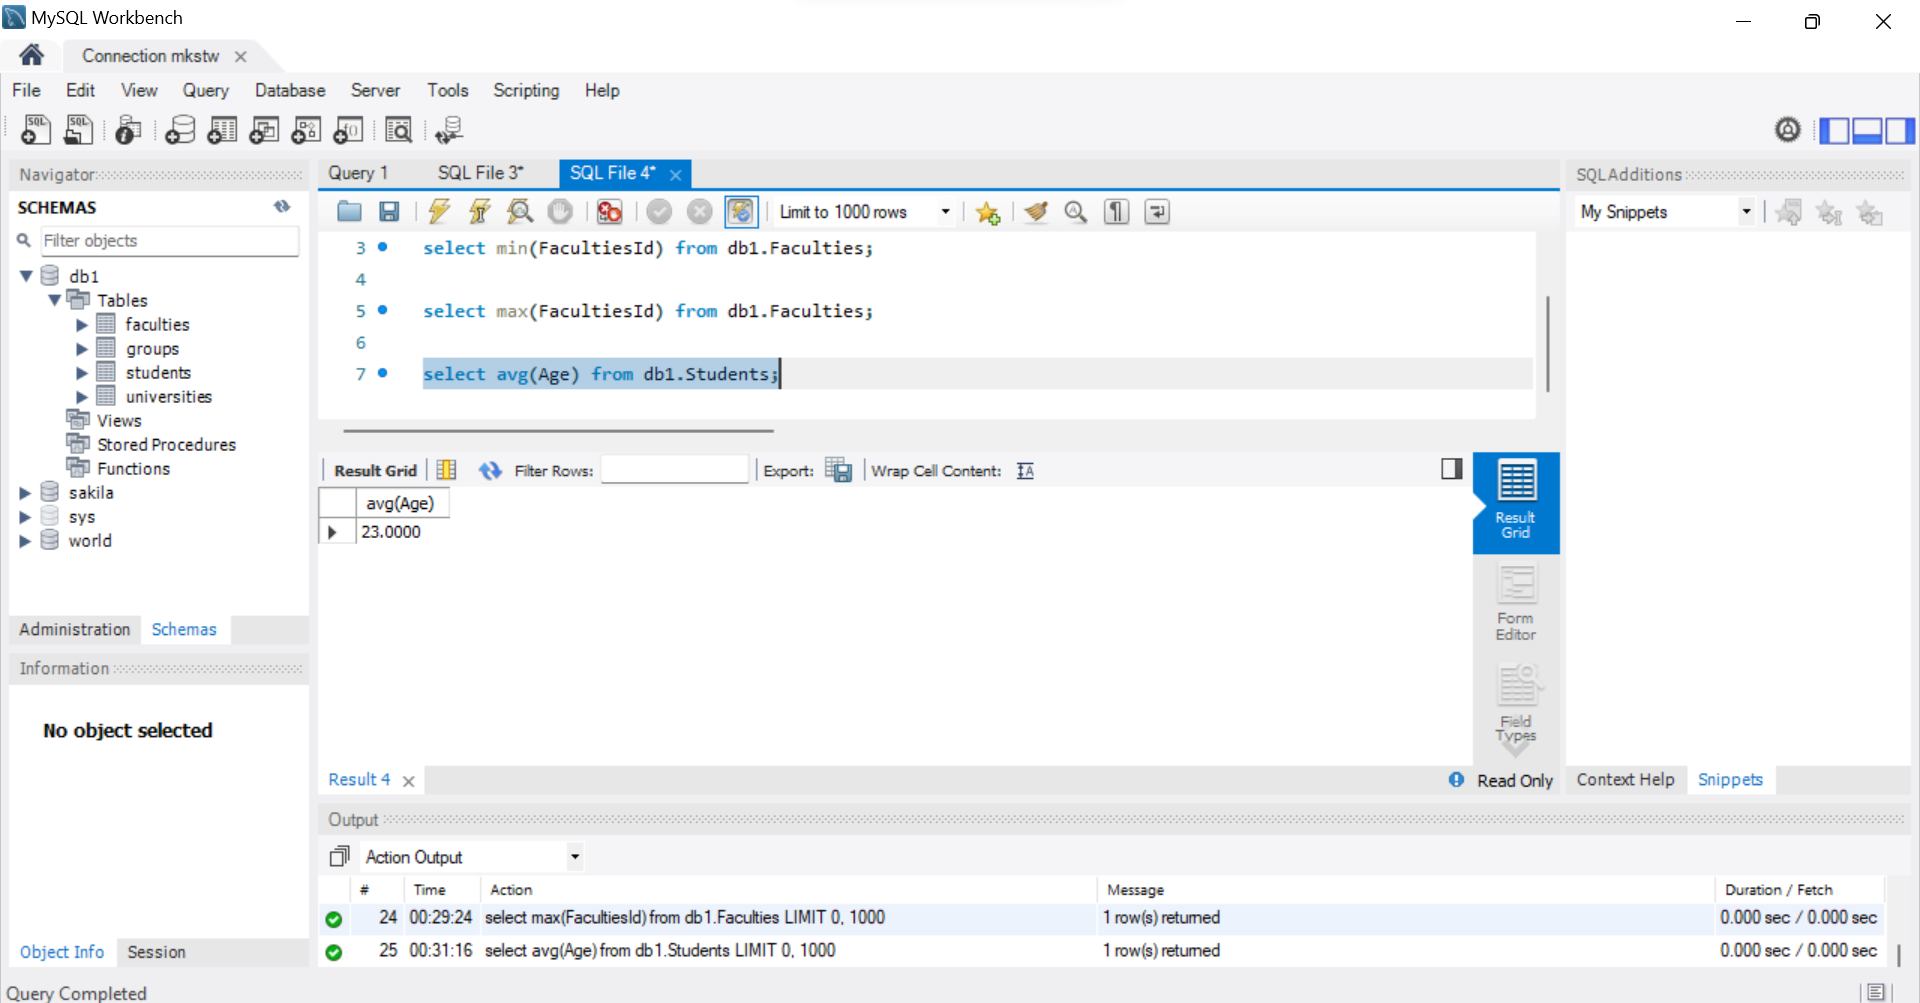 MySQL Workbench
Connection mkstw
File Edit View Query Database Server Tools Scripting Help
Navigator
SCHEMAS
Filter objects
db1
Tables
faculties
groups
students
universities
Views
Stored Procedures
Functions
sakila
sys
world
Administration Schemas
Information
No object selected
Object Info Session
Query 1 SQL File 3* SQL File 4*
Limit to 1000 rows
3 select min(FacultiesId) from db1.Faculties;
4
5 select max(FacultiesId) from db1.Faculties;
6
7 select avg(Age) from db1.Students;
Result Grid Filter Rows: Export: Wrap Cell Content:
avg(Age)
23.0000
Result
Grid
Form
Editor
Field
Types
Result 4
Read Only
SQLAdditions
My Snippets
Context Help Snippets
Output
Action Output
# Time Action Message Duration / Fetch
24 00:29:24 select max(FacultiesId) from db1.Faculties LIMIT 0, 1000 1 row(s) returned 0.000 sec / 0.000 sec
25 00:31:16 select avg(Age) from db1.Students LIMIT 0, 1000 1 row(s) returned 0.000 sec / 0.000 sec
Query Completed